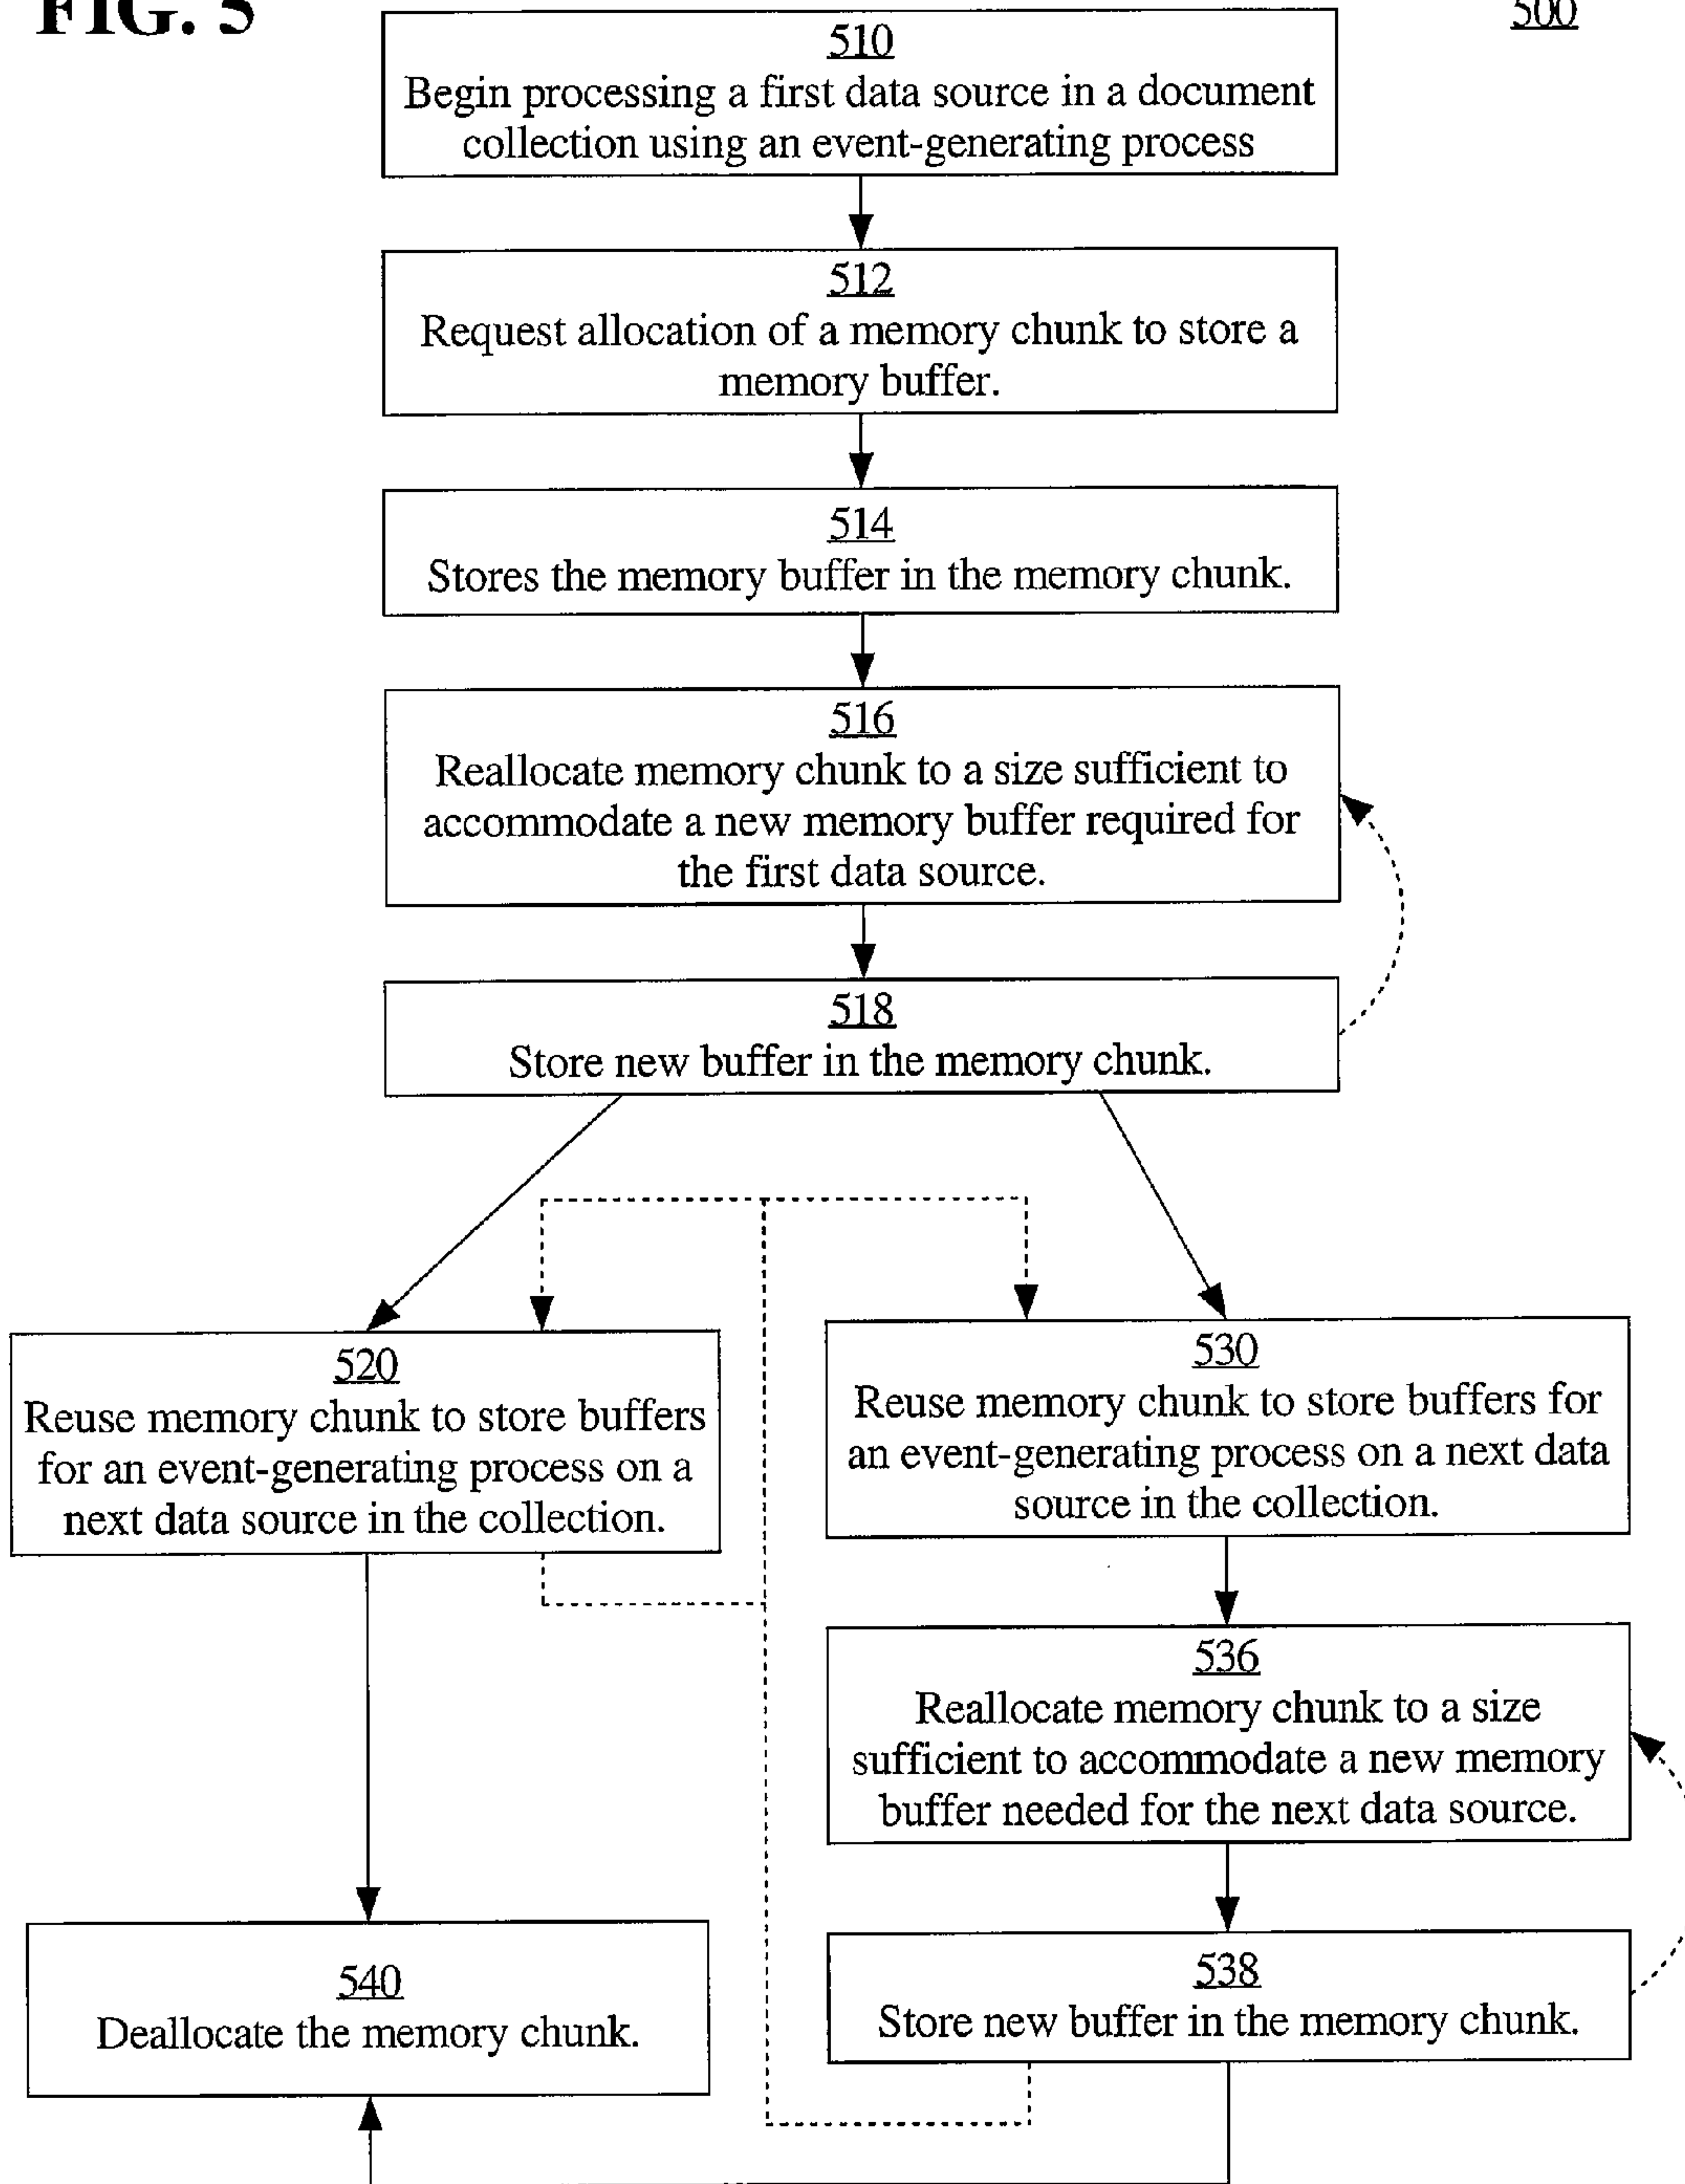 FIG. 5
500
510
Begin processing a first data source in a document
collection using an event-generating process
512
Request allocation of a memory chunk to store a
memory buffer.
514
Stores the memory buffer in the memory chunk.
516
Reallocate memory chunk to a size sufficient to
accommodate a new memory buffer required for
the first data source.
518
Store new buffer in the memory chunk.
520
Reuse memory chunk to store buffers
for an event-generating process on a
next data source in the collection.
530
Reuse memory chunk to store buffers for
an event-generating process on a next data
source in the collection.
536
Reallocate memory chunk to a size
sufficient to accommodate a new memory
buffer needed for the next data source.
540
Deallocate the memory chunk.
538
Store new buffer in the memory chunk.